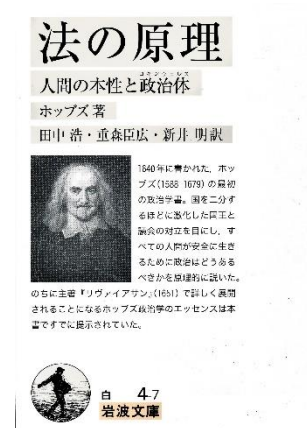 法の原理
人間の本性と政治体
ホッブズ著
田中 浩・重森臣広・新井 明訳
1640年に書かれた，ホッ
ブズ(1588-1679)の最初
の政治学書．国を二分す
るほどに激化した国王と
議会の対立を目にし，す
べての人間が安全に生き
るために政治はどうある
べきかを原理的に説いた．
のちに主著『リヴァイアサン』(1651)で詳しく展開
されることになるホッブズ政治学のエッセンスは本
書ですでに提示されていた．
白 4-7
岩波文庫